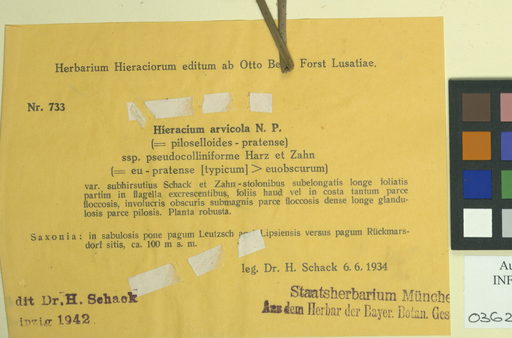 Herbarium Hieraciorum editum ab Otto Forst Lusatiae.
Nr. 733
Hieracium arvicola N. P.
(= piloselloides - pratense)
ssp. pseudocolliniforme Harz et Zahn
(= eu - pratense [typicum] > euobscurum)
var. subhirsutius Schack et Zahn - stolonibus subelongatis longe foliatis
partim in flagella excrescentibus, foliis haud vel in costa tantum parce
floccosis, involucris obscuris submagnis parce floccosis dense longe glandu-
losis parce pilosis. Planta robusta.
Saxonia: in sabulosis pone pagum Leutzsch Lipsiensis versus pagum Rückmars-
dorf sitis, ca. 100 m s. m.
leg. Dr. H. Schack 6. 6. 1934
dit Dr. H. Schack
ipzig 1942.
Staatsherbarium Münche
Aus dem Herbar der Bayer. Botan. Ges
Au
INF
0362